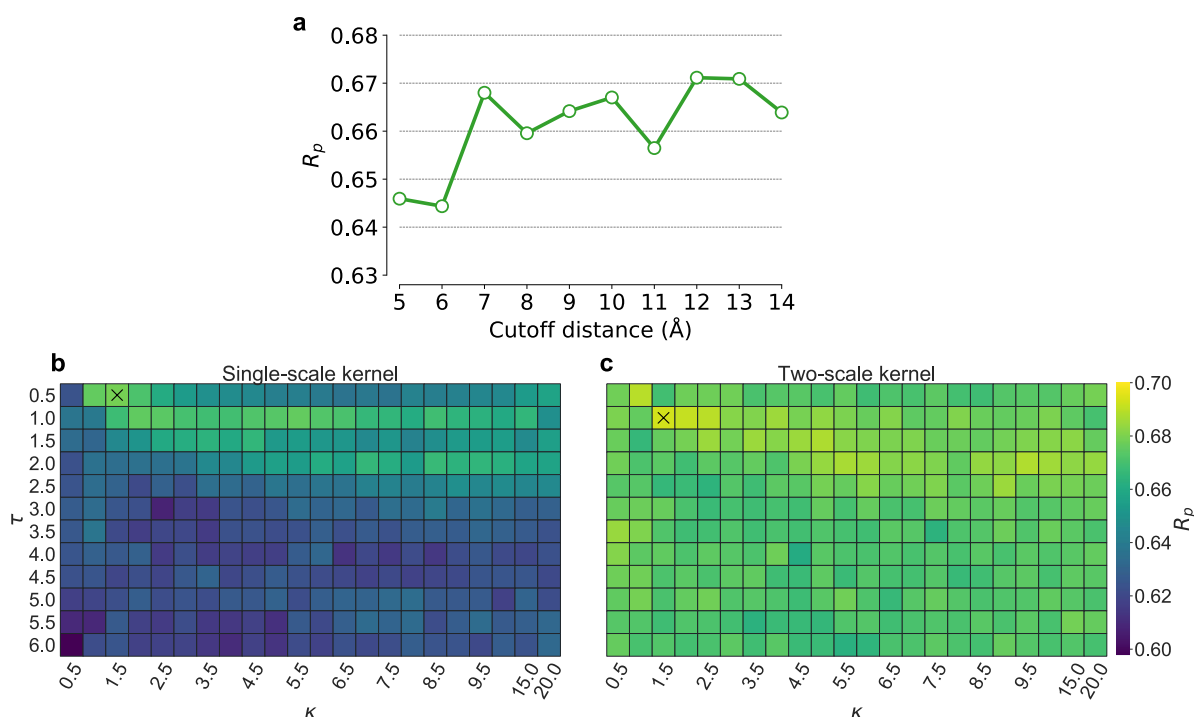 a
0.68
0.67
0.66
0.65
0.64
0.63
R_p
5 6 7 8 9 10 11 12 13 14
Cutoff distance (Å)
b
Single-scale kernel
0.5
1.0
1.5
2.0
2.5
3.0
3.5
4.0
4.5
5.0
5.5
6.0
τ
0.5 1.5 2.5 3.5 4.5 5.5 6.5 7.5 8.5 9.5 15.0 20.0
κ
c
Two-scale kernel
0.5 1.5 2.5 3.5 4.5 5.5 6.5 7.5 8.5 9.5 15.0 20.0
κ
0.70
0.68
0.66
0.64
0.62
0.60
R_p